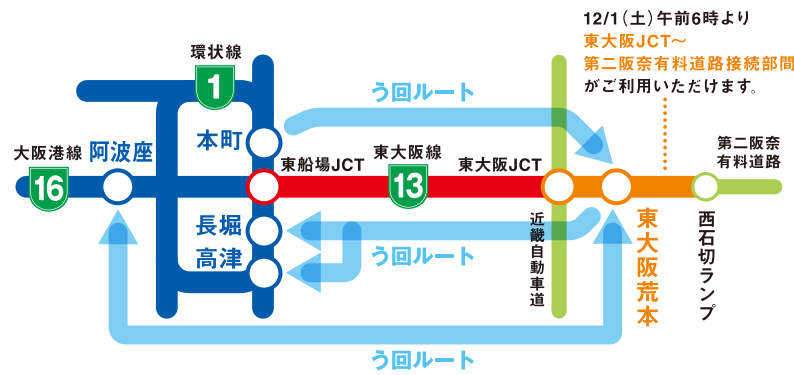 12/1（土）午前6時より
東大阪JCT～
第二阪奈有料道路接続部間
がご利用いただけます。
環状線
1
う回ルート
本町
大阪港線
阿波座
16
東船場JCT
東大阪線
13
東大阪JCT
第二阪奈
有料道路
長堀
高津
う回ルート
近畿自動車道
東大阪荒本
西石切ランプ
う回ルート